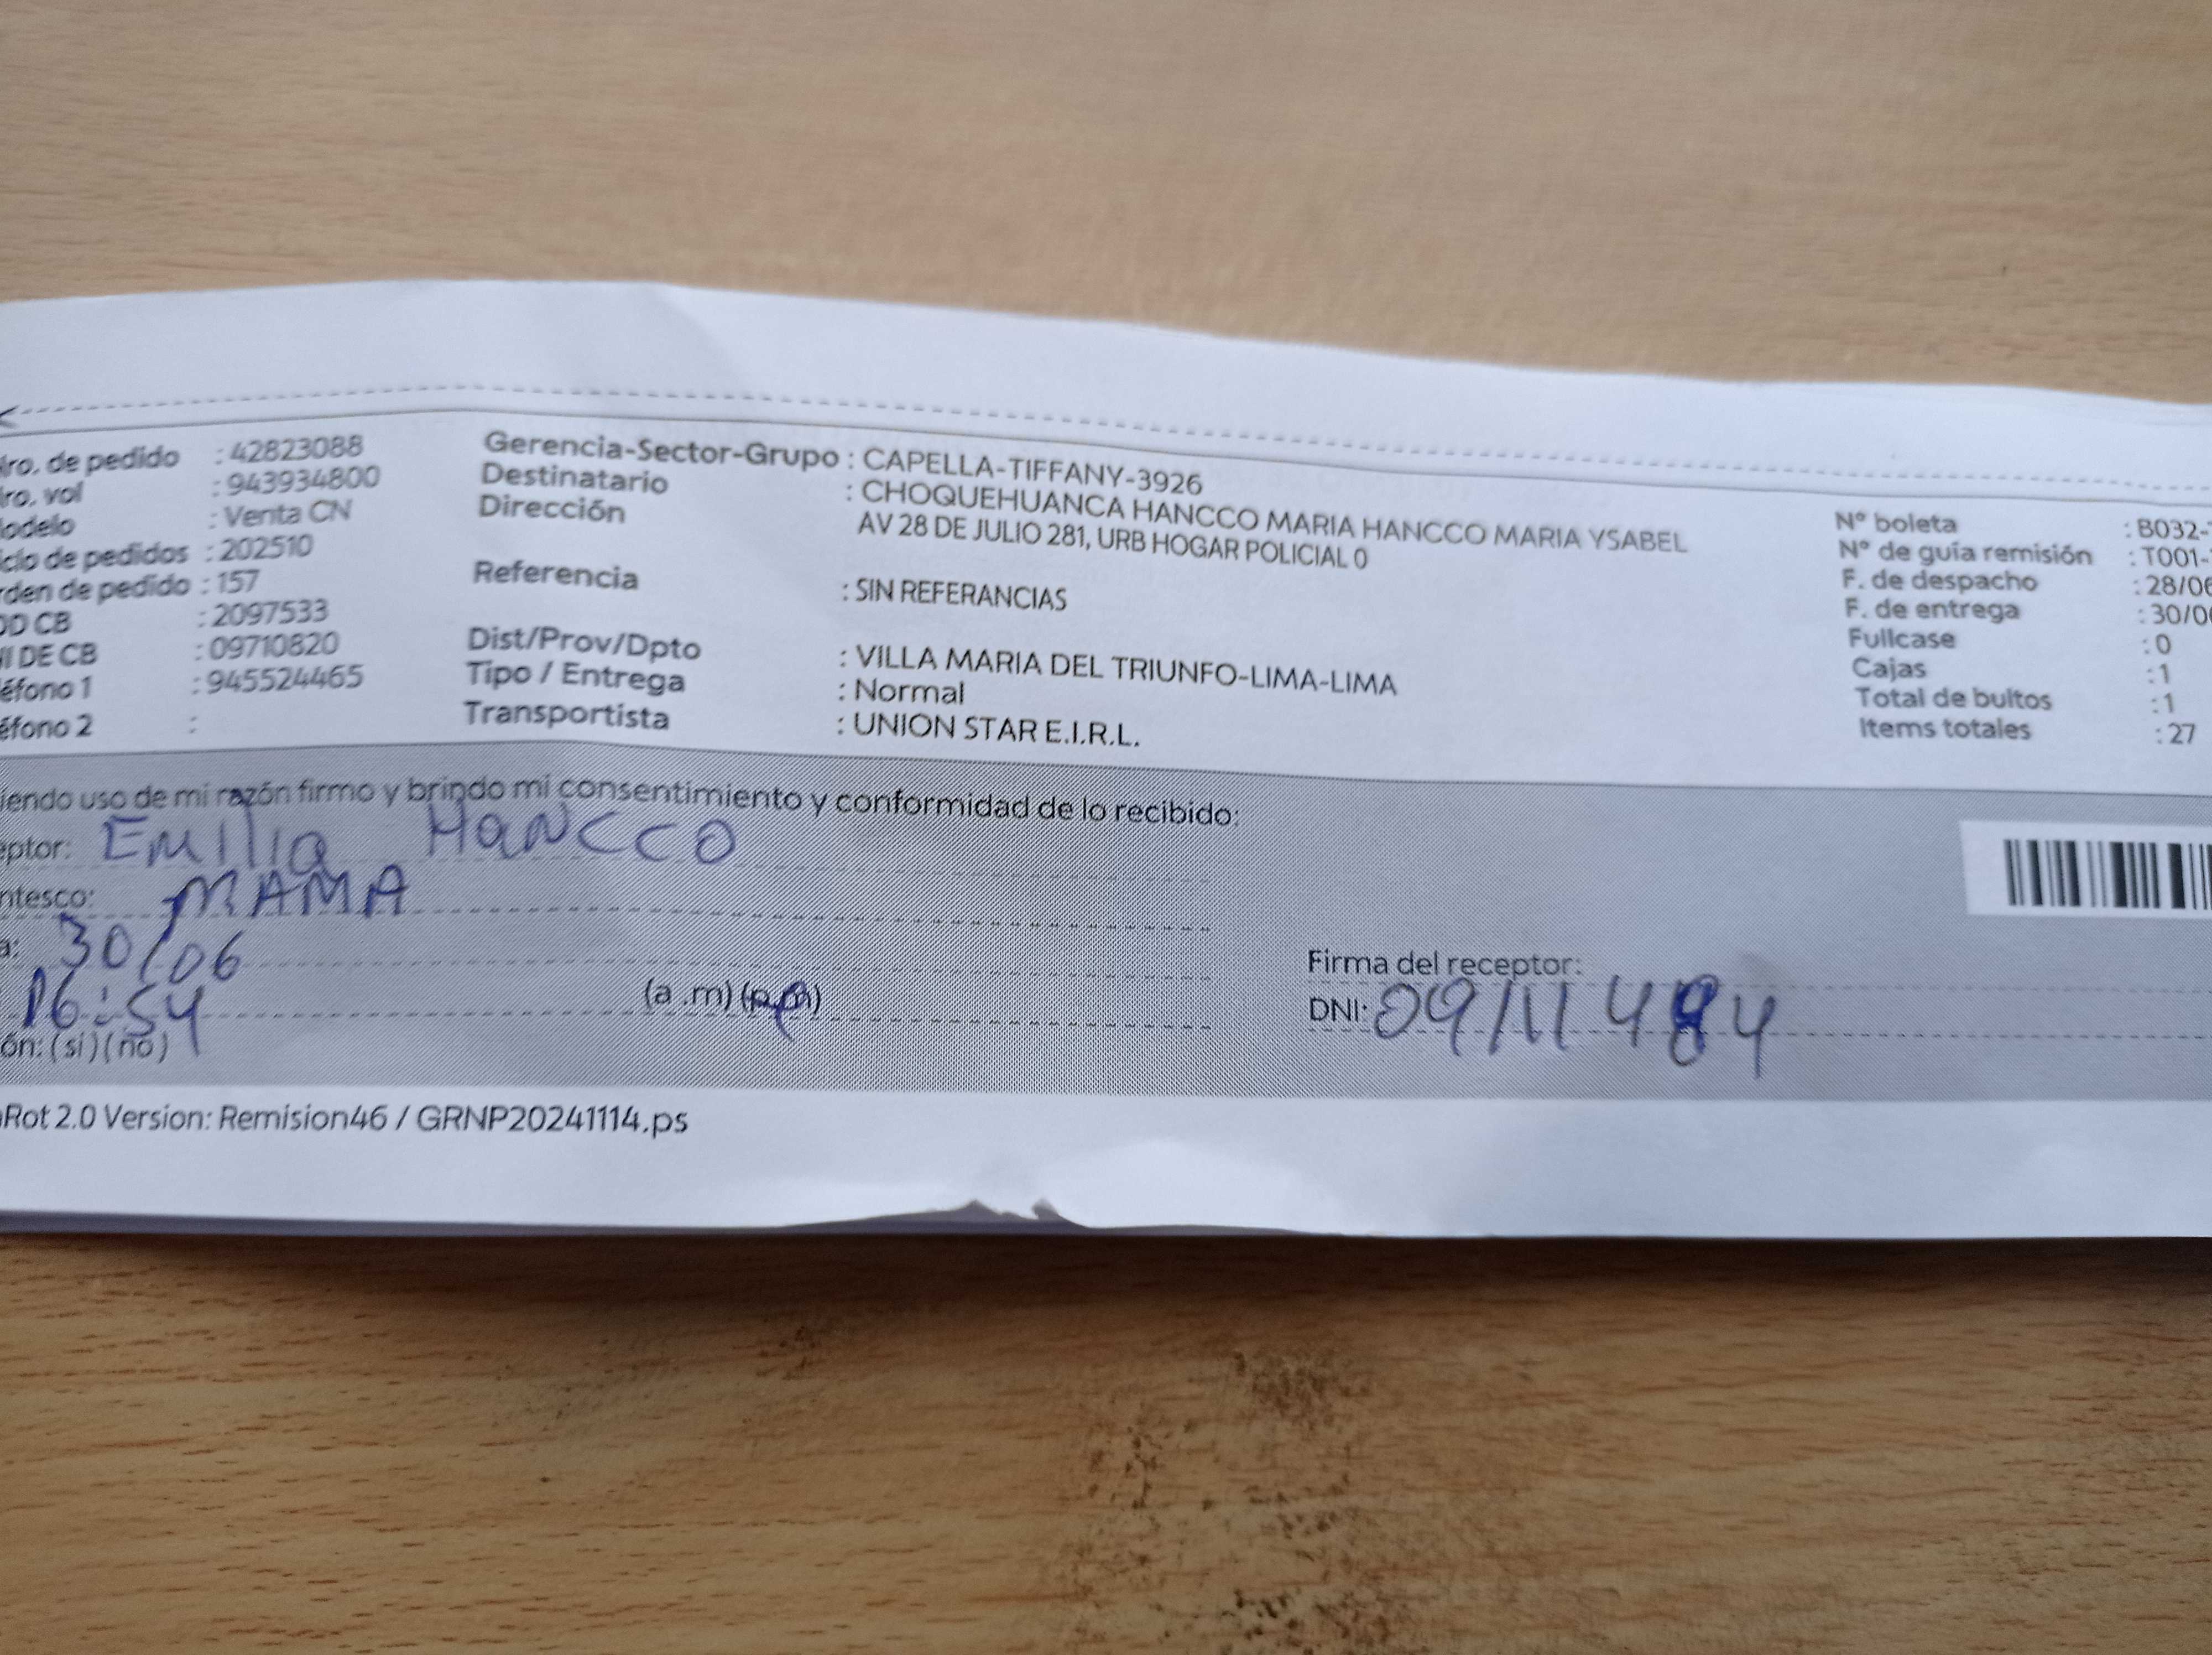 ro. de pedido : 42823088
ro. vol : 943934800
odelo : Venta CN
clo de pedidos : 202510
rden de pedido : 157
OD CB : 2097533
NI DE CB : 09710820
éfono 1 : 945524465
éfono 2 :
Gerencia-Sector-Grupo : CAPELLA-TIFFANY-3926
Destinatario : CHOQUEHUANCA HANCCO MARIA HANCCO MARIA YSABEL
Dirección AV 28 DE JULIO 281, URB HOGAR POLICIAL 0
Referencia : SIN REFERANCIAS
Dist/Prov/Dpto : VILLA MARIA DEL TRIUNFO-LIMA-LIMA
Tipo / Entrega : Normal
Transportista : UNION STAR E.I.R.L.
N° boleta : B032-
N° de guía remisión : T001-
F. de despacho : 28/06
F. de entrega : 30/0
Fullcase : 0
Cajas : 1
Total de bultos : 1
Items totales : 27
iendo uso de mi razón firmo y brindo mi consentimiento y conformidad de lo recibido:
eptor: Emilia HANCCO
ntesco: MAMA
a: 30/06
16:54 (a .m) (p.m)
ón: (si) (no)
Firma del receptor:
DNI: 09111484
Rot 2.0 Version: Remision46 / GRNP20241114.ps